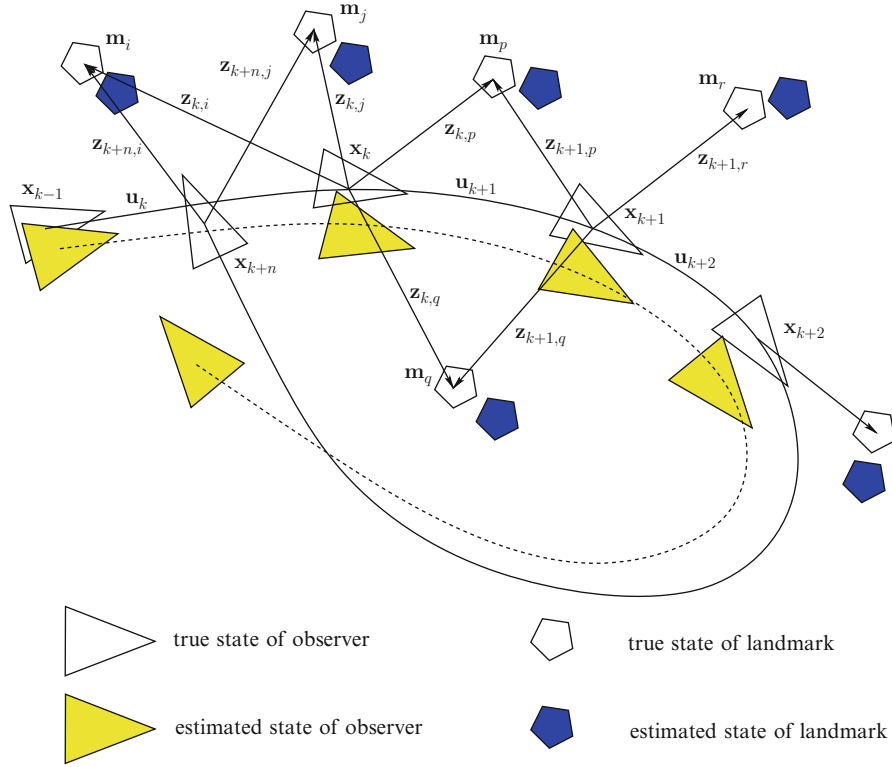 m_i
m_j
m_p
m_r
z_{k+n,j}
z_{k,i}
z_{k,j}
z_{k,p}
z_{k+n,i}
z_{k+1,p}
z_{k+1,r}
x_k
x_{k-1}
u_k
u_{k+1}
x_{k+1}
x_{k+n}
u_{k+2}
z_{k,q}
z_{k+1,q}
x_{k+2}
m_q
true state of observer
true state of landmark
estimated state of observer
estimated state of landmark